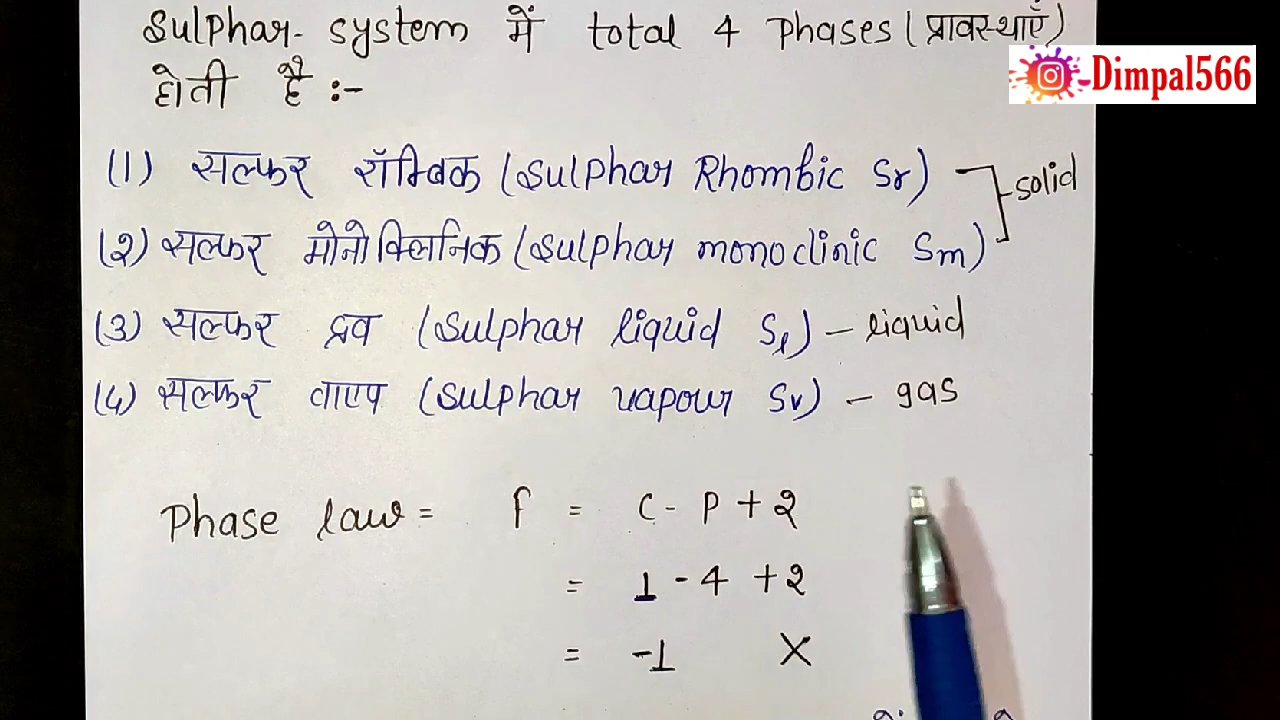 Sulphar- system में total 4 Phases (प्रावस्थाएँ)
होती है :-
-Dimpal566
(1) सल्फर रॉम्बिक (Sulphar Rhombic Sr)
solid
(2) सल्फर मोनोक्लिनिक (Sulphar monoclinic Sm)
(3) सल्फर द्रव (Sulphar liquid Sl) - liquid
(4) सल्फर वाष्प (Sulphar vapour Sv) - gas
Phase law = f = C - P + 2
= 1 - 4 + 2
= -1 X